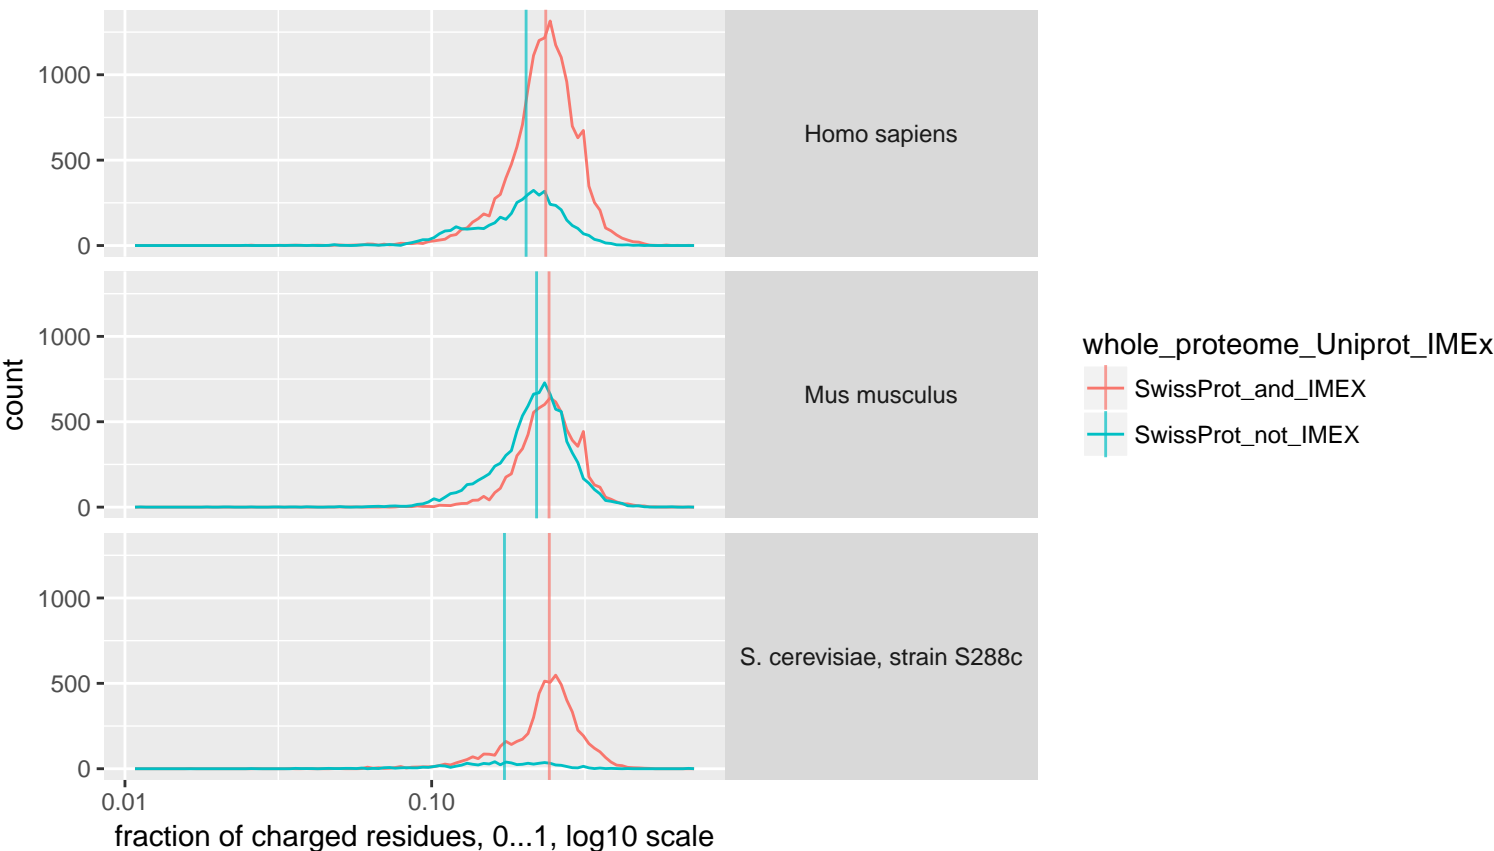 count
1000
500
0
Homo sapiens
1000
500
0
Mus musculus
1000
500
0
S. cerevisiae, strain S288c
0.01
0.10
fraction of charged residues, 0...1, log10 scale
whole_proteome_Uniprot_IMEx
SwissProt_and_IMEX
SwissProt_not_IMEX